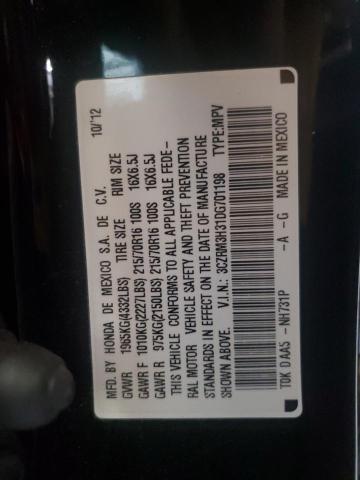 MFD. BY HONDA DE MEXICO S.A. DE C.V. 10/'12
GVWR 1965KG(4332LBS) TIRE SIZE RIM SIZE
GAWR F 1010KG(2227LBS) 215/70R16 100S 16X6.5J
GAWR R 975KG(2150LBS) 215/70R16 100S 16X6.5J
THIS VEHICLE CONFORMS TO ALL APPLICABLE FEDE-
RAL MOTOR VEHICLE SAFETY AND THEFT PREVENTION
STANDARDS IN EFFECT ON THE DATE OF MANUFACTURE
SHOWN ABOVE. V.I.N.: 3CZRM3H31DG701198 TYPE:MPV
TOK D AA5 -NH731P -A -G MADE IN MEXICO